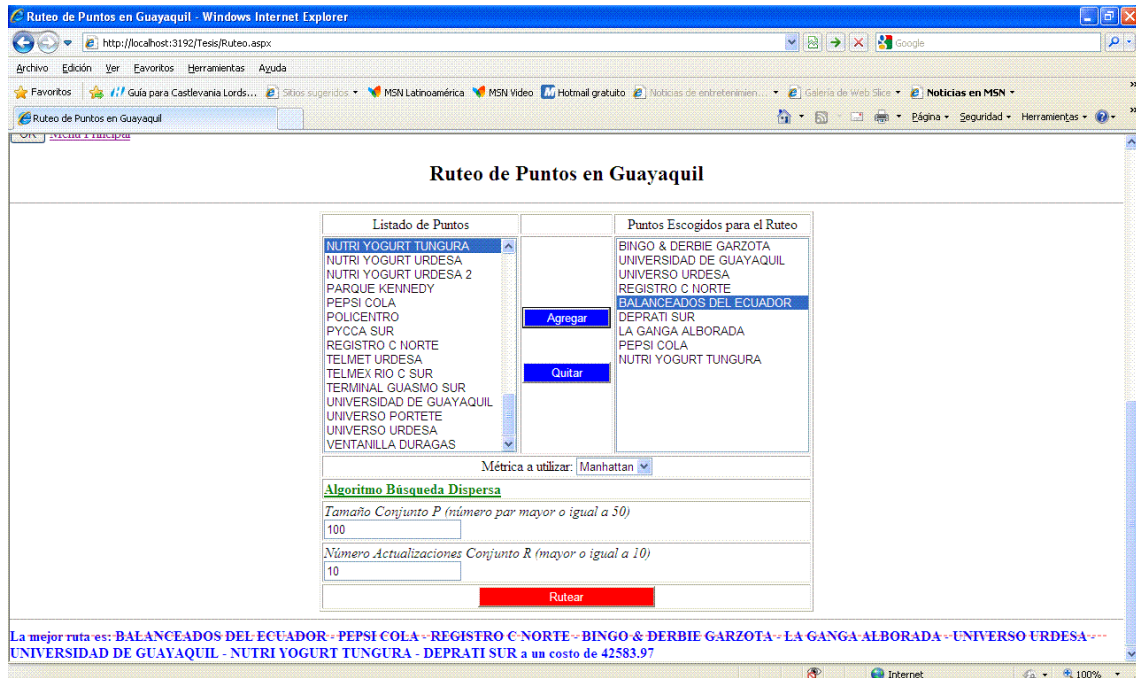 Ruteo de Puntos en Guayaquil - Windows Internet Explorer
http://localhost:3192/Tesis/Ruteo.aspx
Google
Archivo Edición Ver Favoritos Herramientas Ayuda
Favoritos Guía para Castlevania Lords... Sitios sugeridos MSN Latinoamérica MSN Video Hotmail gratuito Noticias de entretenimien... Galería de Web Slice Noticias en MSN
Ruteo de Puntos en Guayaquil Página Seguridad Herramientas
OK Menú Principal
Ruteo de Puntos en Guayaquil
Listado de Puntos
NUTRI YOGURT TUNGURA
NUTRI YOGURT URDESA
NUTRI YOGURT URDESA 2
PARQUE KENNEDY
PEPSI COLA
POLICENTRO
PYCCA SUR
REGISTRO C NORTE
TELMET URDESA
TELMEX RIO C SUR
TERMINAL GUASMO SUR
UNIVERSIDAD DE GUAYAQUIL
UNIVERSO PORTETE
UNIVERSO URDESA
VENTANILLA DURAGAS
Agregar
Quitar
Puntos Escogidos para el Ruteo
BINGO & DERBIE GARZOTA
UNIVERSIDAD DE GUAYAQUIL
UNIVERSO URDESA
REGISTRO C NORTE
BALANCEADOS DEL ECUADOR
DEPRATI SUR
LA GANGA ALBORADA
PEPSI COLA
NUTRI YOGURT TUNGURA
Métrica a utilizar: Manhattan
Algoritmo Búsqueda Dispersa
Tamaño Conjunto P (número par mayor o igual a 50)
100
Número Actualizaciones Conjunto R (mayor o igual a 10)
10
Rutear
La mejor ruta es: BALANCEADOS DEL ECUADOR - PEPSI COLA - REGISTRO C NORTE - BINGO & DERBIE GARZOTA - LA GANGA ALBORADA - UNIVERSO URDESA -
UNIVERSIDAD DE GUAYAQUIL - NUTRI YOGURT TUNGURA - DEPRATI SUR a un costo de 42583.97
Internet 100%